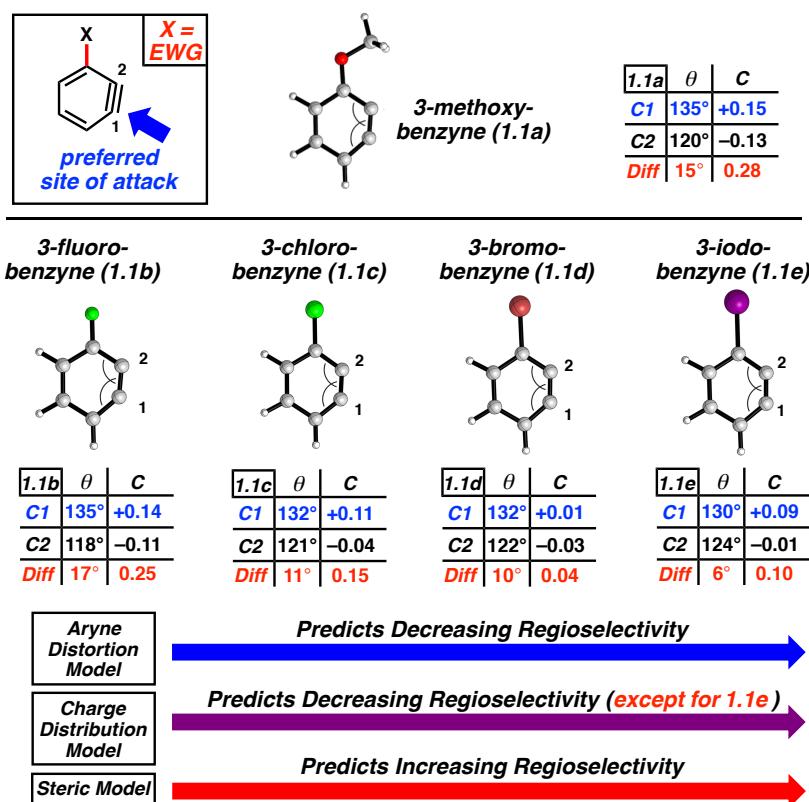 X
X =
EWG
2
1
preferred
site of attack
3-methoxy-
benzyne (1.1a)
1.1a θ C
C1 135° +0.15
C2 120° –0.13
Diff 15° 0.28
3-fluoro-
benzyne (1.1b)
3-chloro-
benzyne (1.1c)
3-bromo-
benzyne (1.1d)
3-iodo-
benzyne (1.1e)
2
1
2
1
2
1
2
1
1.1b θ C
C1 135° +0.14
C2 118° –0.11
Diff 17° 0.25
1.1c θ C
C1 132° +0.11
C2 121° –0.04
Diff 11° 0.15
1.1d θ C
C1 132° +0.01
C2 122° –0.03
Diff 10° 0.04
1.1e θ C
C1 130° +0.09
C2 124° –0.01
Diff 6° 0.10
Aryne
Distortion
Model
Predicts Decreasing Regioselectivity
Charge
Distribution
Model
Predicts Decreasing Regioselectivity (except for 1.1e)
Steric Model
Predicts Increasing Regioselectivity